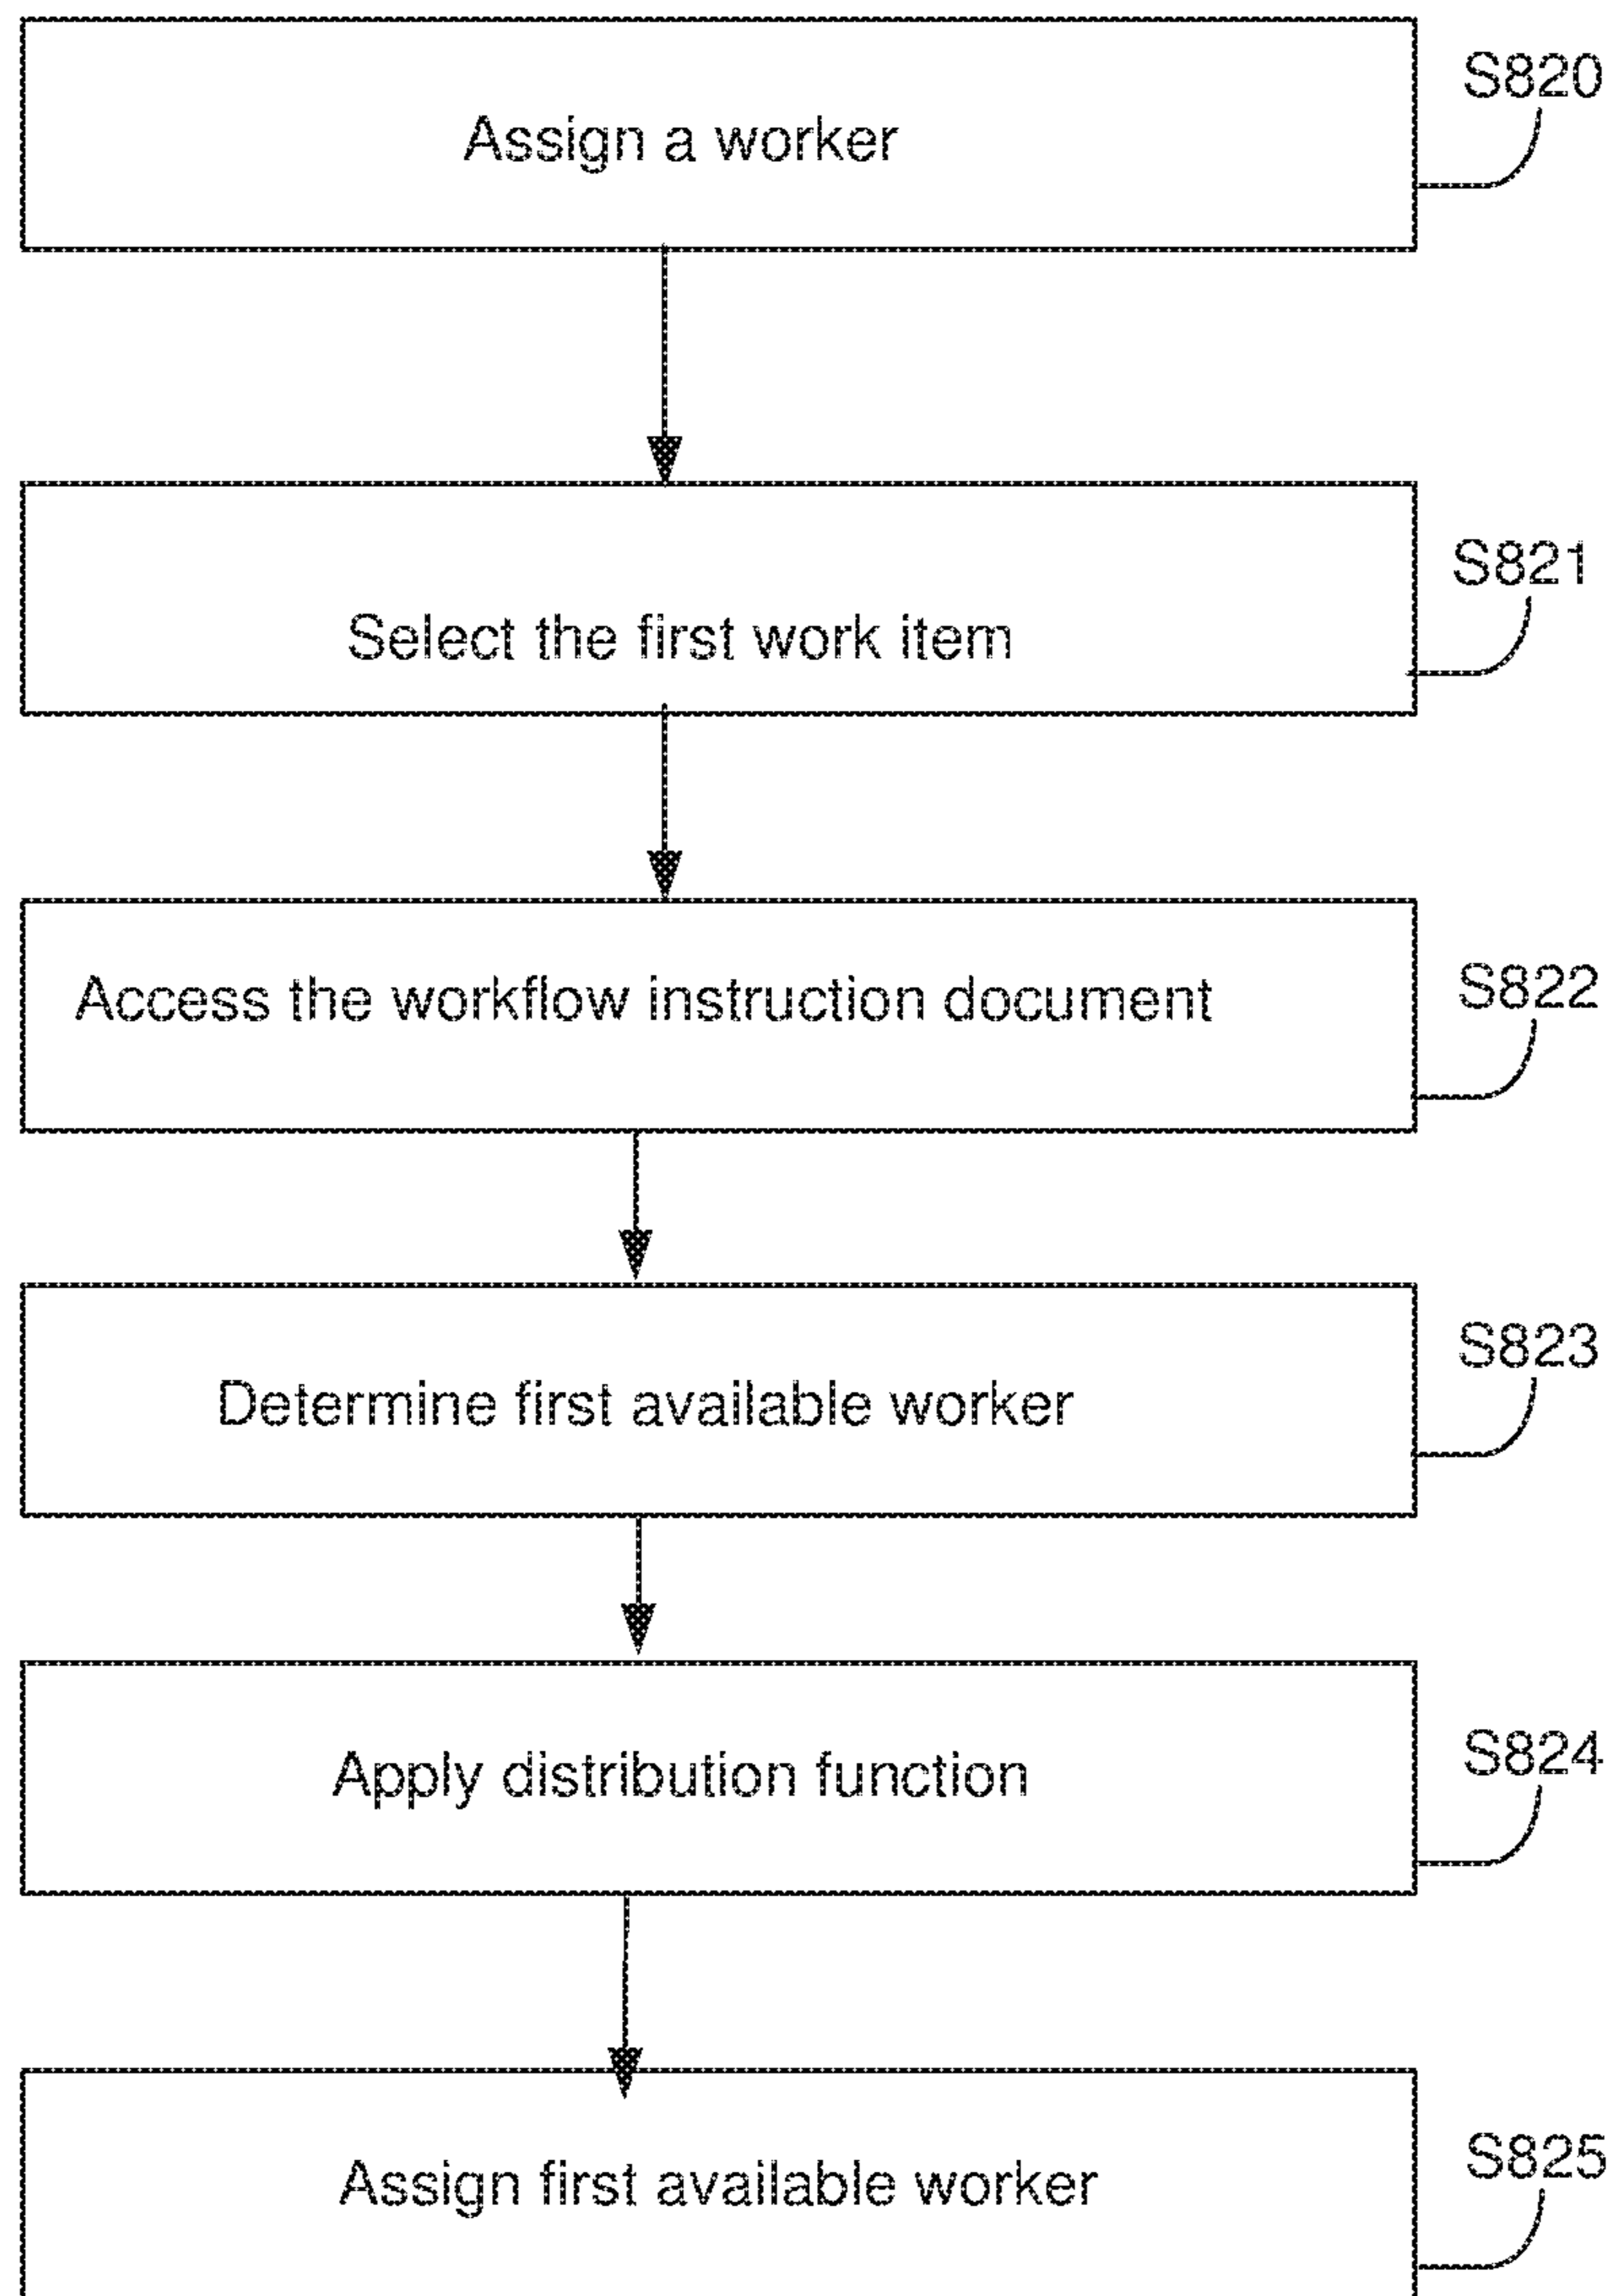 S820
Assign a worker
S821
Select the first work item
Access the workflow instruction document
S822
S823
Determine first available worker
S824
Apply distribution function
S825
Assign first available worker